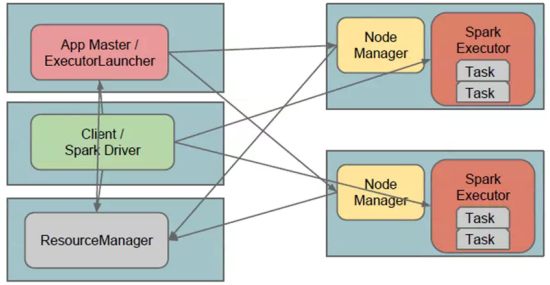 App Master /
ExecutorLauncher
Client /
Spark Driver
ResourceManager
Node
Manager
Spark
Executor
Task
Task
Node
Manager
Spark
Executor
Task
Task